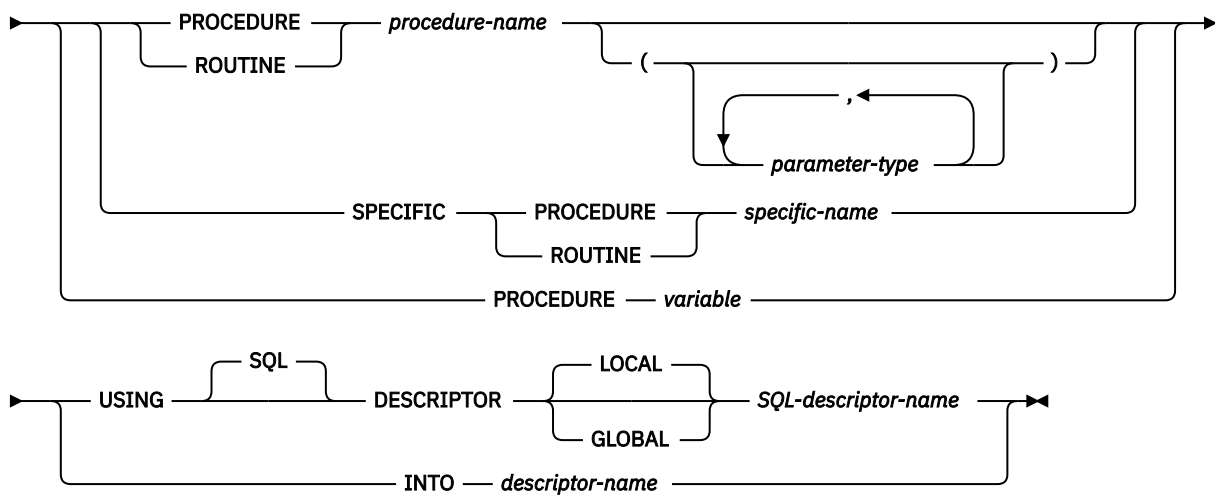 PROCEDURE procedure-name
ROUTINE
( )
,
parameter-type
SPECIFIC PROCEDURE specific-name
ROUTINE
PROCEDURE variable
SQL
LOCAL
USING DESCRIPTOR SQL-descriptor-name
GLOBAL
INTO descriptor-name